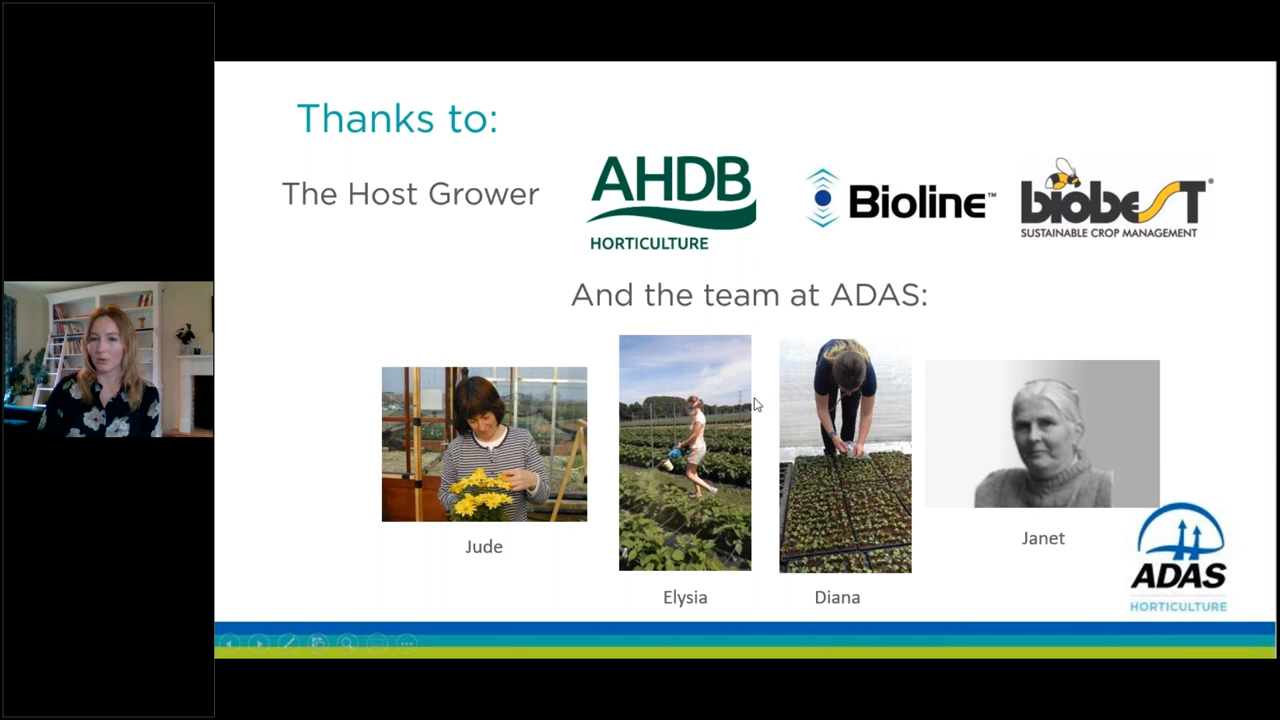 Thanks to:
The Host Grower
AHDB
HORTICULTURE
Bioline™
biobesT®
SUSTAINABLE CROP MANAGEMENT
And the team at ADAS:
Jude
Elysia
Diana
Janet
ADAS
HORTICULTURE